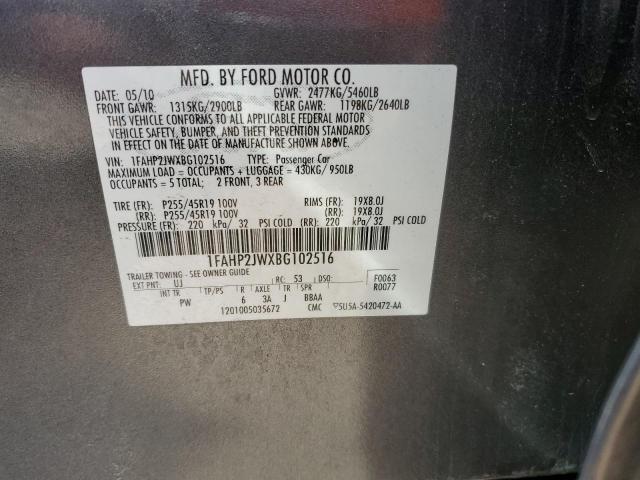 MFD. BY FORD MOTOR CO.
DATE: 05/10 GVWR: 2477KG/5460LB
FRONT GAWR: 1315KG/2900LB REAR GAWR: 1198KG/2640LB
THIS VEHICLE CONFORMS TO ALL APPLICABLE FEDERAL MOTOR
VEHICLE SAFETY, BUMPER, AND THEFT PREVENTION STANDARDS
IN EFFECT ON THE DATE OF MANUFACTURE SHOWN ABOVE.
VIN: 1FAHP2JWXBG102516 TYPE: Passenger Car
MAXIMUM LOAD = OCCUPANTS + LUGGAGE = 430KG/950LB
OCCUPANTS = 5 TOTAL; 2 FRONT, 3 REAR
TIRE (FR): P255/45R19 100V RIMS (FR): 19X8.0J
(RR): P255/45R19 100V (RR): 19X8.0J
PRESSURE (FR): 220 kPa/ 32 PSI COLD (RR): 220 kPa/ 32 PSI COLD
1FAHP2JWXBG102516
TRAILER TOWING - SEE OWNER GUIDE
EXT PNT: UJ RC: 53 DSO: F0063
INT TR TP/PS R AXLE TR SPR R0077
PW 6 3A J BBAA
1201005035672 CMC 5U5A-5420472-AA